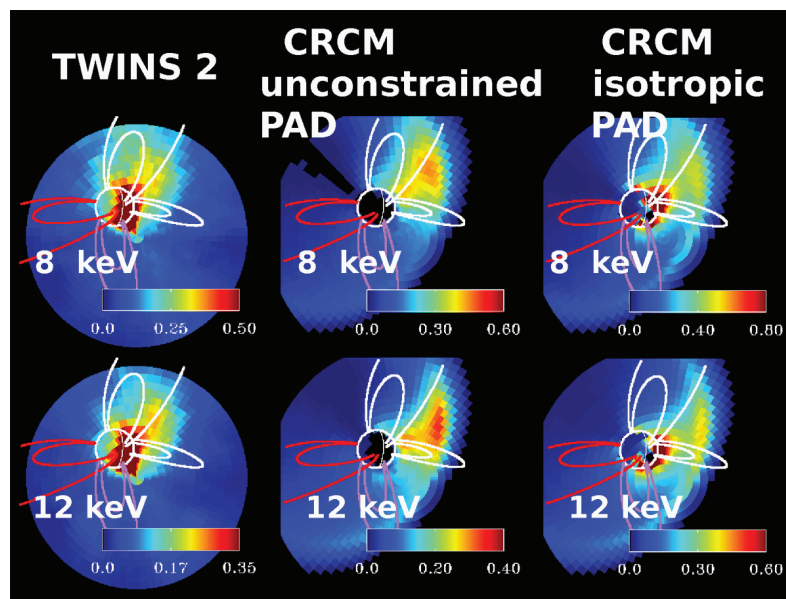 TWINS 2
CRCM
unconstrained
PAD
CRCM
isotropic
PAD
8 keV
0.0 0.25 0.50
8 keV
0.0 0.30 0.60
8 keV
0.0 0.40 0.80
12 keV
0.0 0.17 0.35
12 keV
0.0 0.20 0.40
12 keV
0.0 0.30 0.60